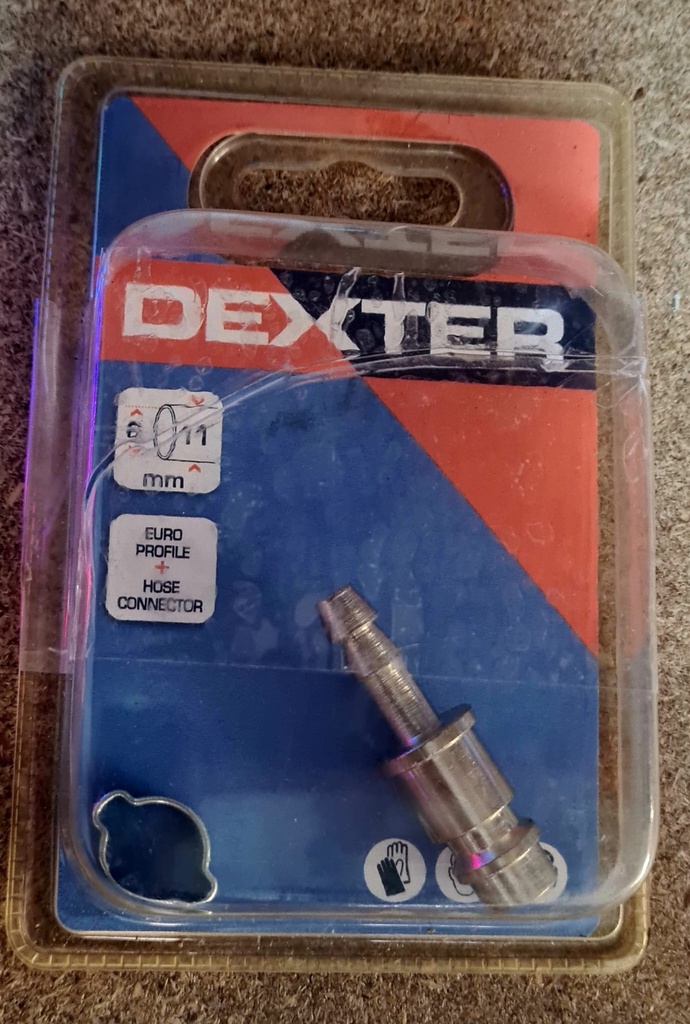 DEXTER
6 11
mm
EURO
PROFILE
+
HOSE
CONNECTOR